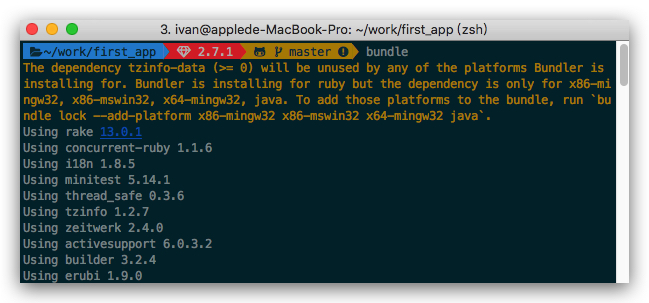 3. ivan@applede-MacBook-Pro: ~/work/first_app (zsh)
~/work/first_app 2.7.1 master bundle
The dependency tzinfo-data (>= 0) will be unused by any of the platforms Bundler is
installing for. Bundler is installing for ruby but the dependency is only for x86-mi
ngw32, x86-mswin32, x64-mingw32, java. To add those platforms to the bundle, run `bu
ndle lock --add-platform x86-mingw32 x86-mswin32 x64-mingw32 java`.
Using rake 13.0.1
Using concurrent-ruby 1.1.6
Using i18n 1.8.5
Using minitest 5.14.1
Using thread_safe 0.3.6
Using tzinfo 1.2.7
Using zeitwerk 2.4.0
Using activesupport 6.0.3.2
Using builder 3.2.4
Using erubi 1.9.0